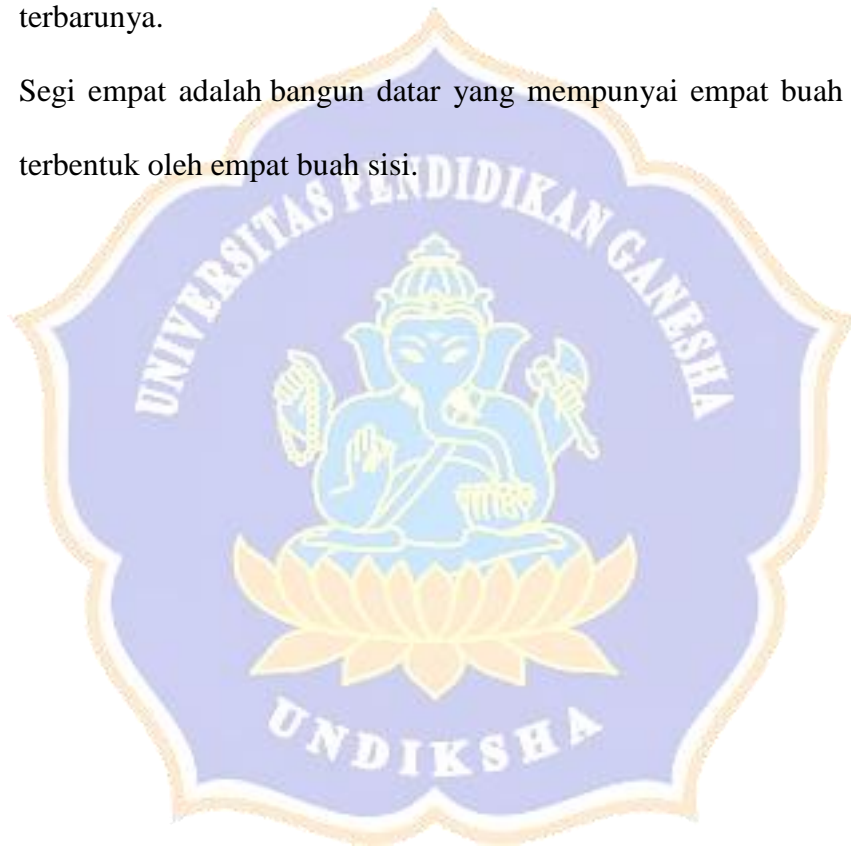 terbarunya.
Segi empat adalah bangun datar yang mempunyai empat buah
terbentuk oleh empat buah sisi.
UNIVERSITAS PENDIDIKAN GANESHA
UNDIKSHA